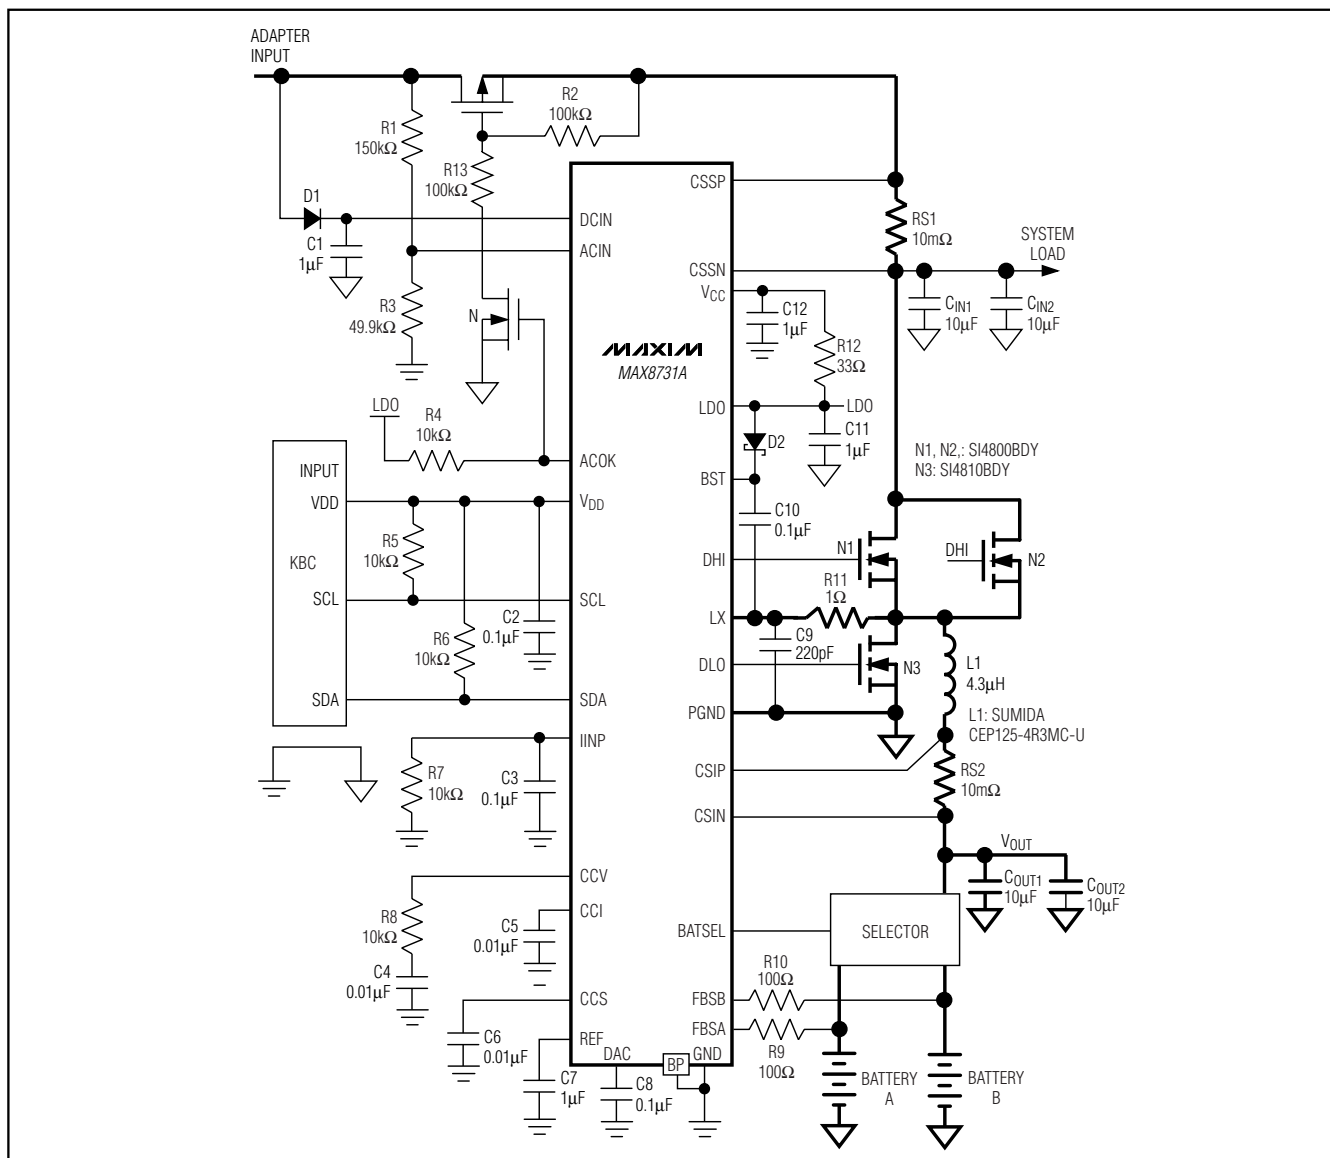 ADAPTER
INPUT
R1
150kΩ
R2
100kΩ
R13
100kΩ
D1
C1
1µF
R3
49.9kΩ
N
LDO
R4
10kΩ
INPUT
VDD
KBC
SCL
SDA
R5
10kΩ
R6
10kΩ
C2
0.1µF
R7
10kΩ
C3
0.1µF
R8
10kΩ
C4
0.01µF
C5
0.01µF
C6
0.01µF
C7
1µF
C8
0.1µF
DCIN
ACIN
ACOK
VDD
SCL
SDA
IINP
CCV
CCI
CCS
REF
DAC
BP
GND
MAXIM
MAX8731A
CSSP
CSSN
VCC
LDO
BST
DHI
LX
DLO
PGND
CSIP
CSIN
BATSEL
FBSB
FBSA
RS1
10mΩ
SYSTEM
LOAD
CIN1
10µF
CIN2
10µF
C12
1µF
R12
33Ω
LDO
D2
C11
1µF
N1, N2,: SI4800BDY
N3: SI4810BDY
C10
0.1µF
N1
DHI
N2
R11
1Ω
C9
220pF
N3
L1
4.3µH
L1: SUMIDA
CEP125-4R3MC-U
RS2
10mΩ
VOUT
COUT1
10µF
COUT2
10µF
SELECTOR
R10
100Ω
R9
100Ω
BATTERY
A
BATTERY
B